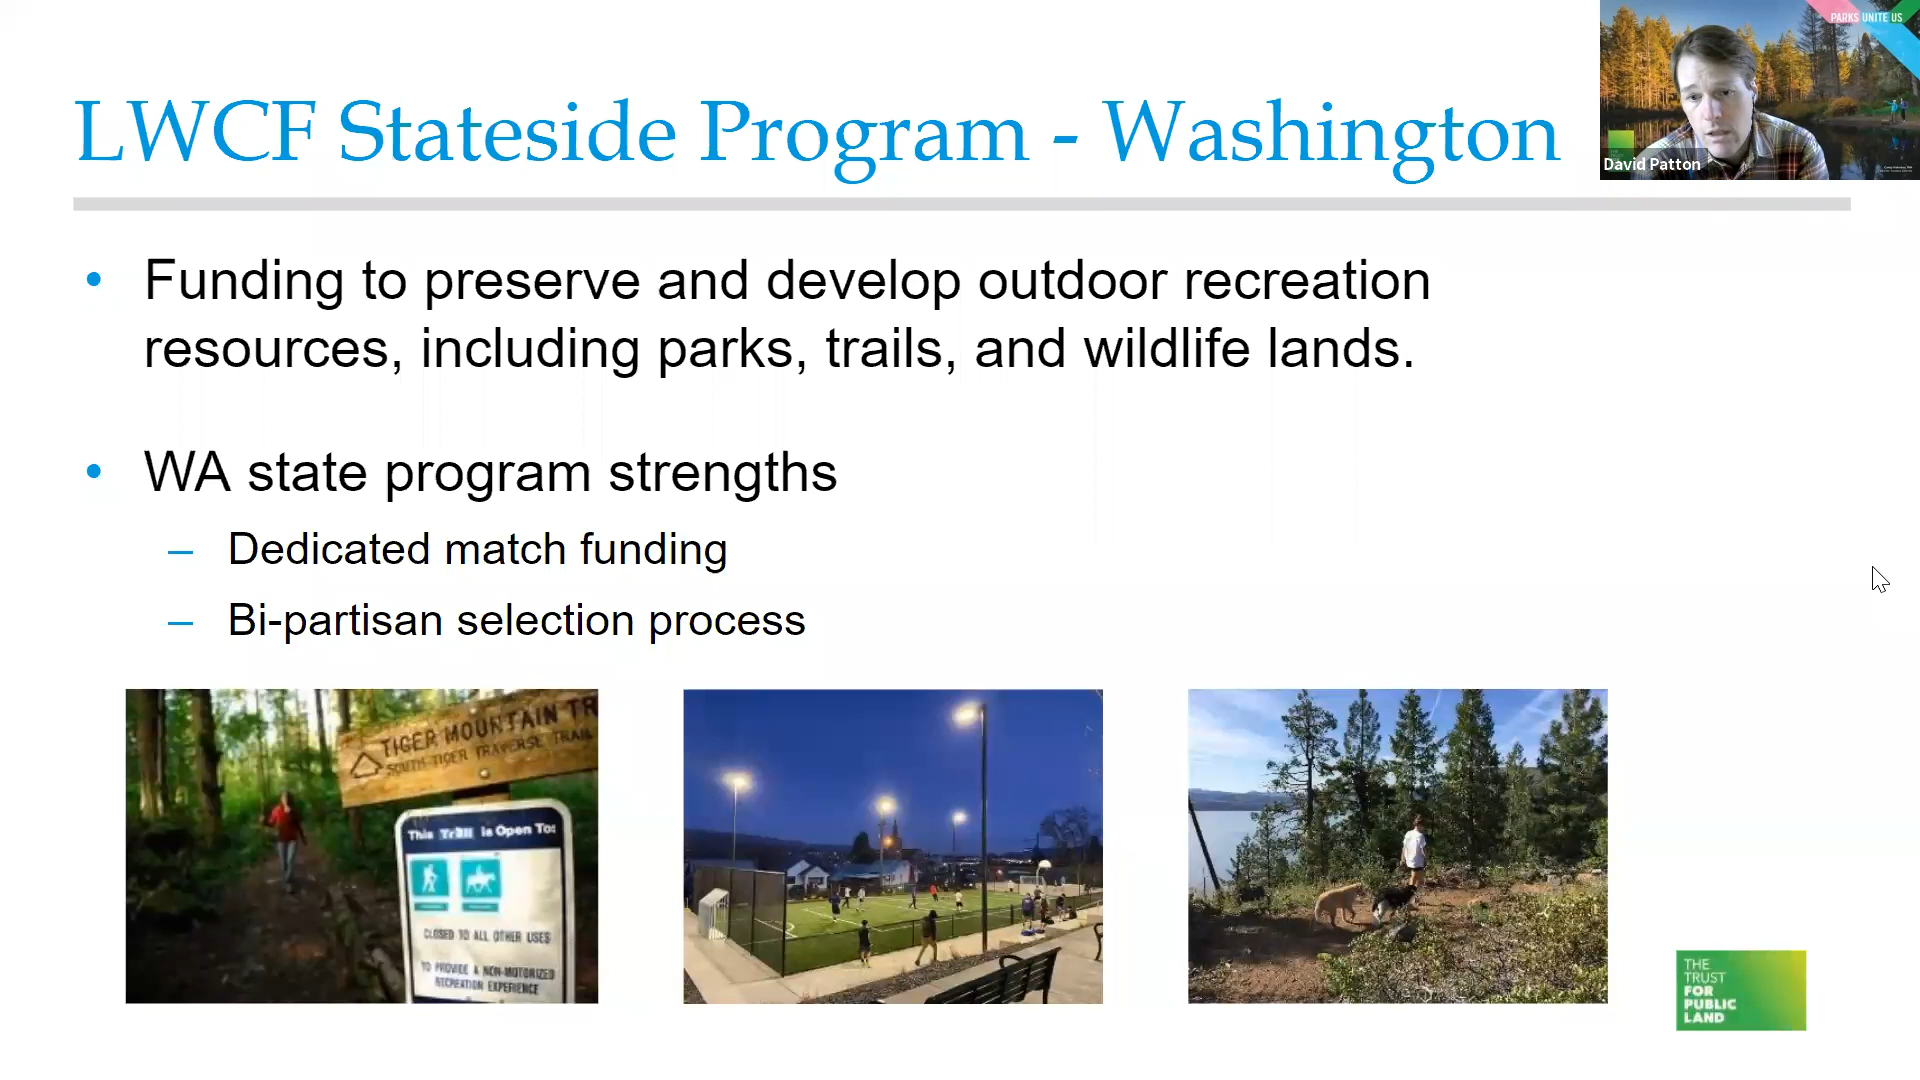 PARKS UNITE US
LWCF Stateside Program - Washington
David Patton
• Funding to preserve and develop outdoor recreation
resources, including parks, trails, and wildlife lands.
• WA state program strengths
– Dedicated match funding
– Bi-partisan selection process
TIGER MOUNTAIN TR
SOUTH TIGER TRAVERSE TRAIL
This Trail is Open To:
CLOSED TO ALL OTHER USES
TO PROVIDE A NON-MOTORIZED
RECREATION EXPERIENCE
THE
TRUST
FOR
PUBLIC
LAND